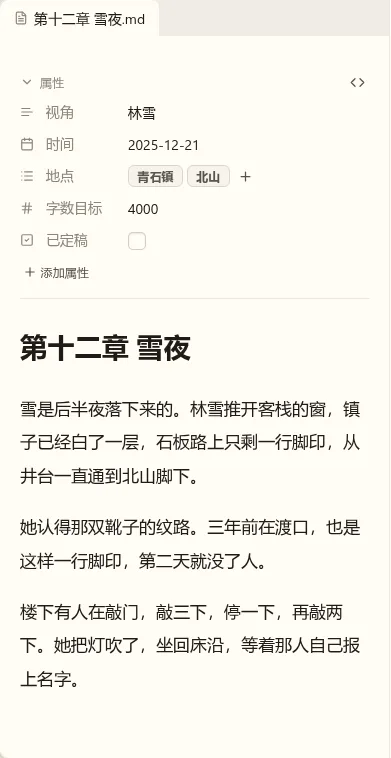 第十二章 雪夜.md
属性
视角 林雪
时间 2025-12-21
地点 青石镇 北山
字数目标 4000
已定稿
添加属性
第十二章 雪夜
雪是后半夜落下来的。林雪推开客栈的窗，镇
子已经白了一层，石板路上只剩一行脚印，从
井台一直通到北山脚下。
她认得那双靴子的纹路。三年前在渡口，也是
这样一行脚印，第二天就没了人。
楼下有人在敲门，敲三下，停一下，再敲两
下。她把灯吹了，坐回床沿，等着那人自己报
上名字。